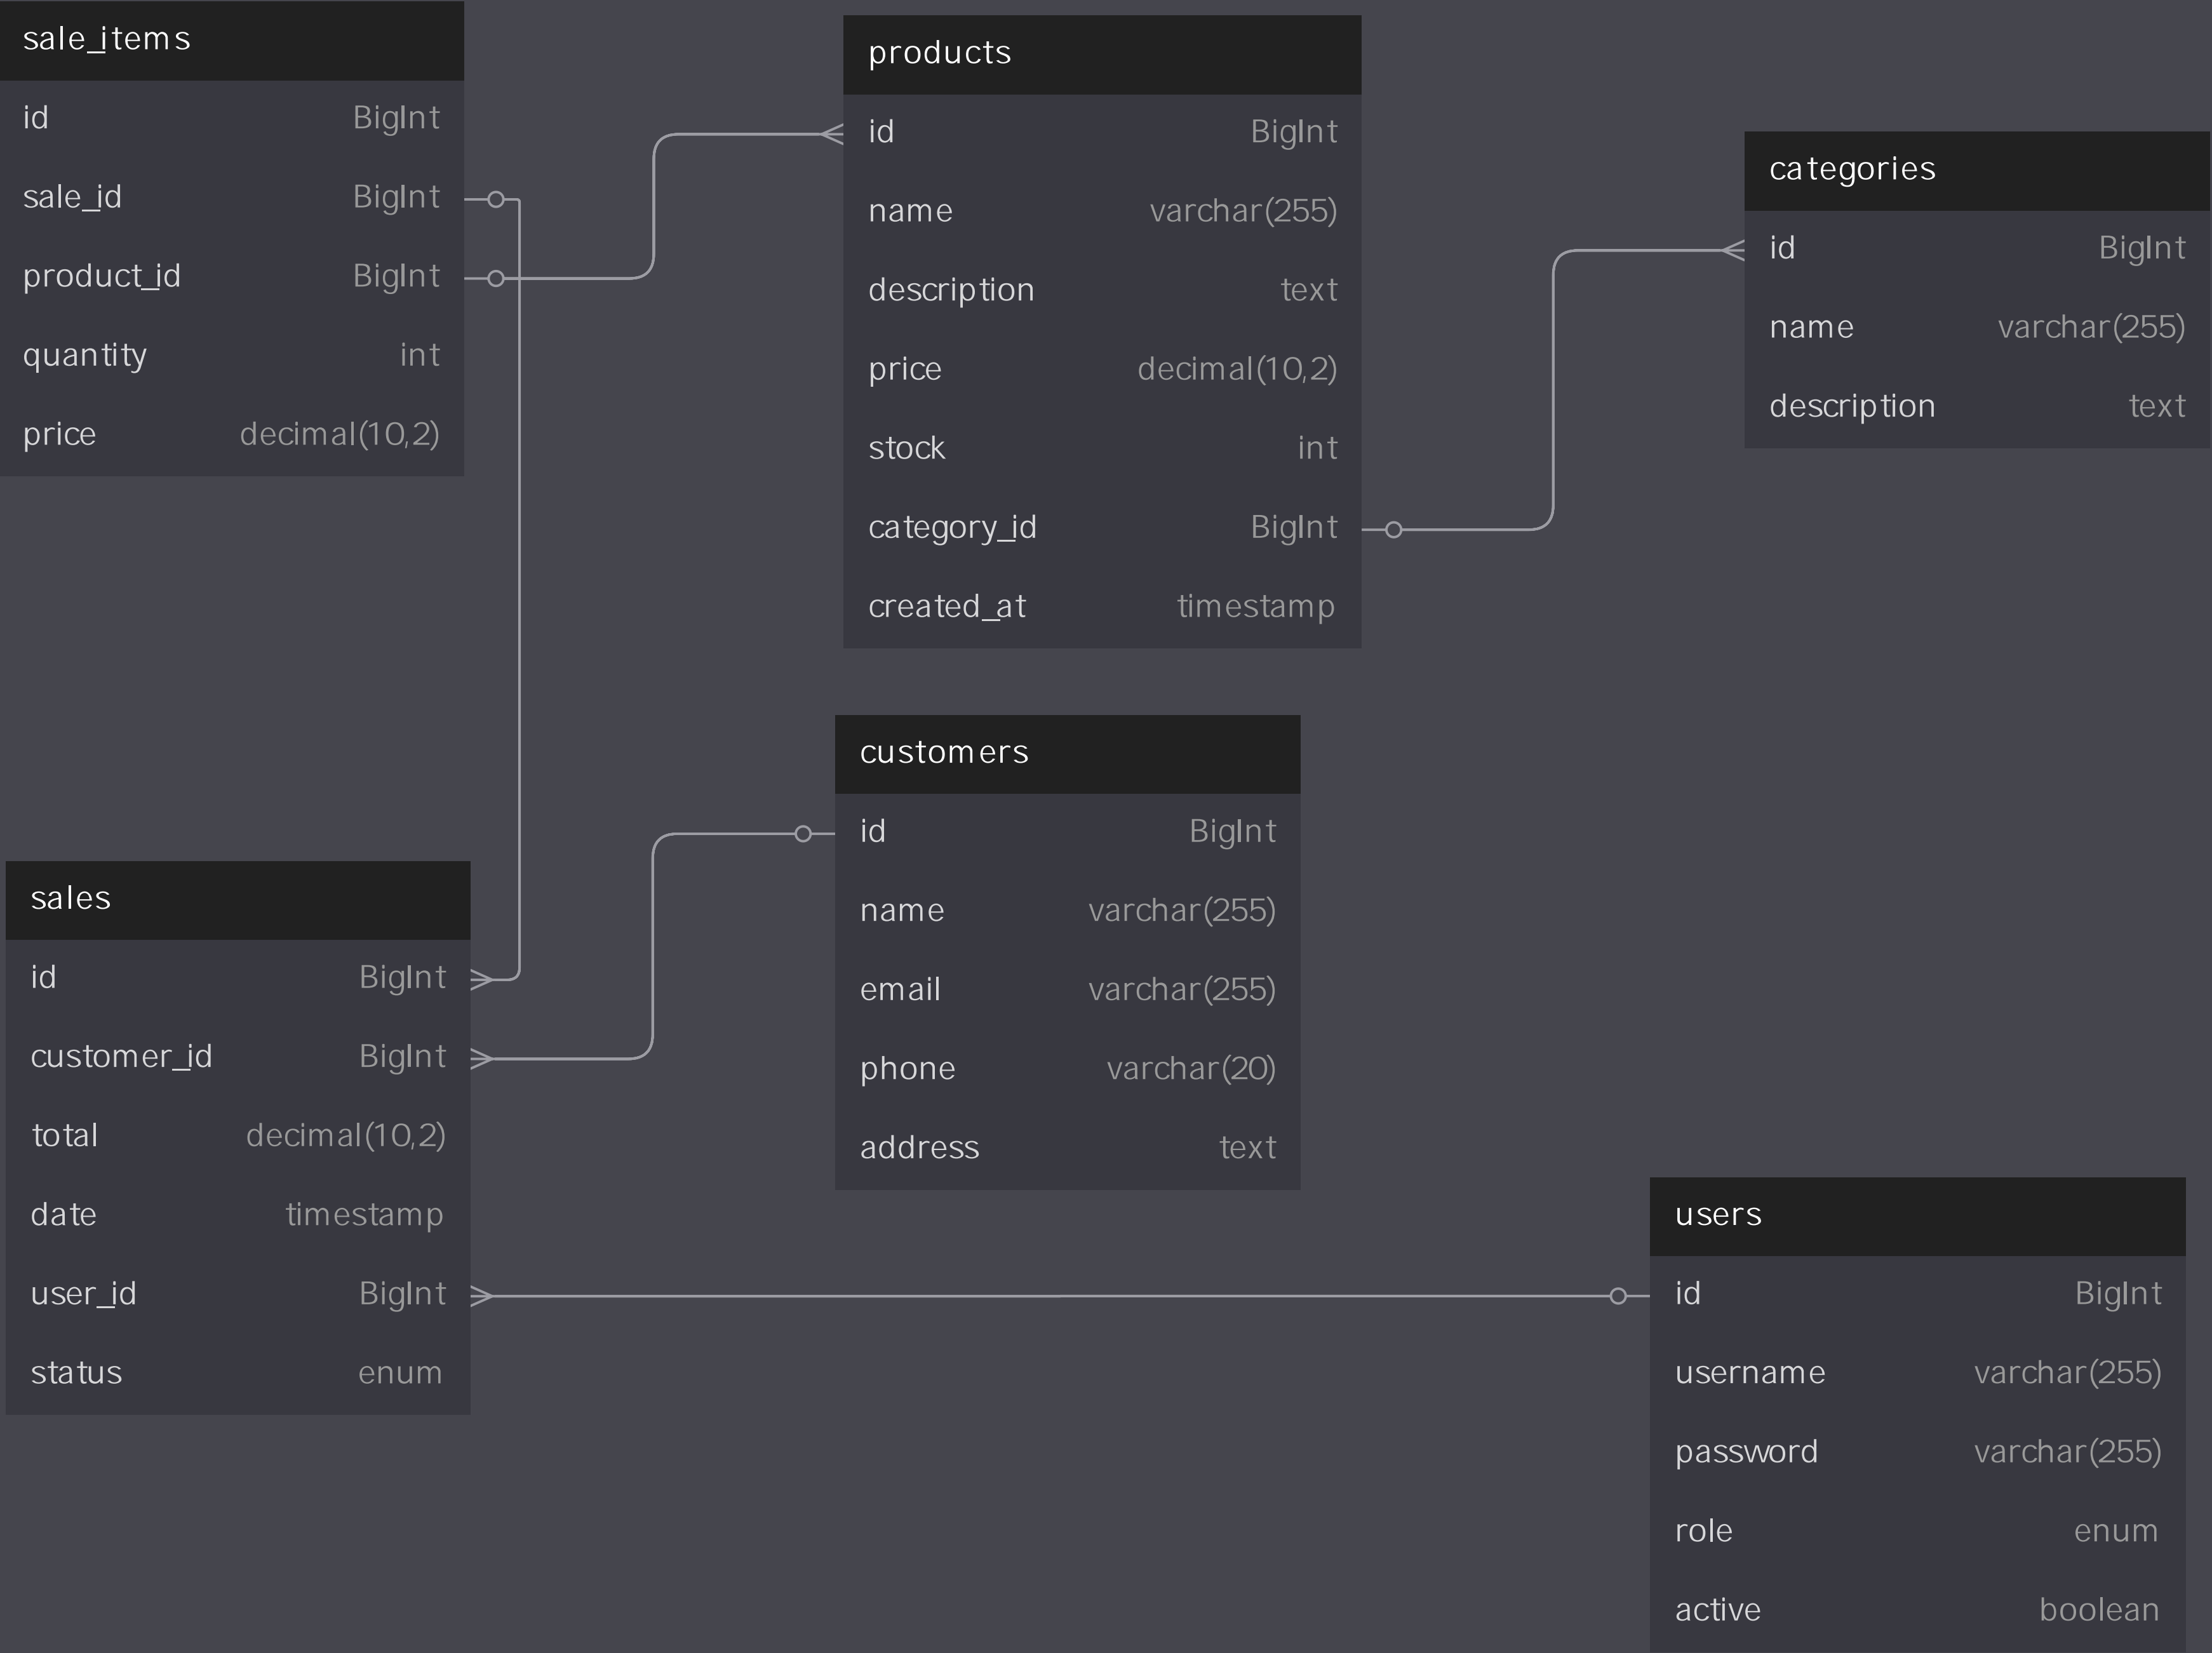 sale_items
id BigInt
sale_id BigInt
product_id BigInt
quantity int
price decimal(10,2)
products
id BigInt
name varchar(255)
description text
price decimal(10,2)
stock int
category_id BigInt
created_at timestamp
categories
id BigInt
name varchar(255)
description text
customers
id BigInt
name varchar(255)
email varchar(255)
phone varchar(20)
address text
sales
id BigInt
customer_id BigInt
total decimal(10,2)
date timestamp
user_id BigInt
status enum
users
id BigInt
username varchar(255)
password varchar(255)
role enum
active boolean